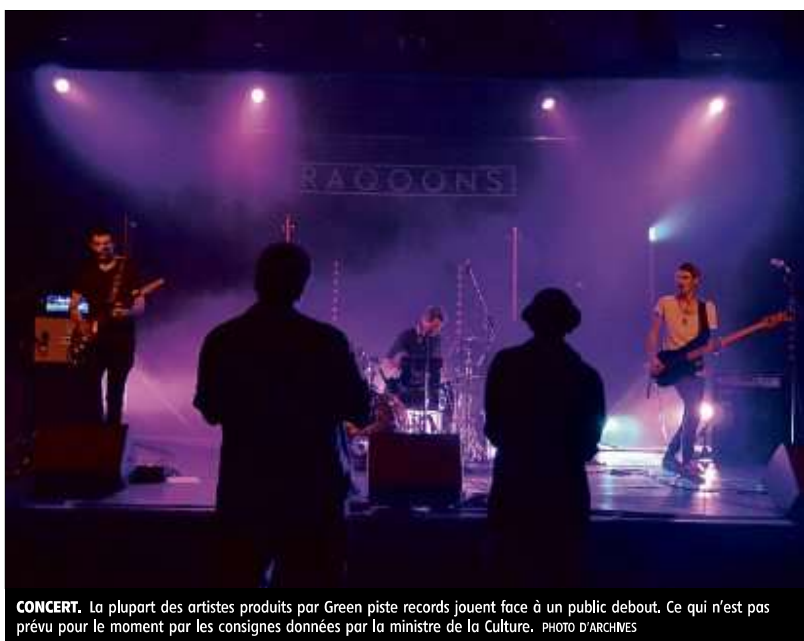 RAQOONS
CONCERT. La plupart des artistes produits par Green piste records jouent face à un public debout. Ce qui n'est pas
prévu pour le moment par les consignes données par la ministre de la Culture. PHOTO D'ARCHIVES